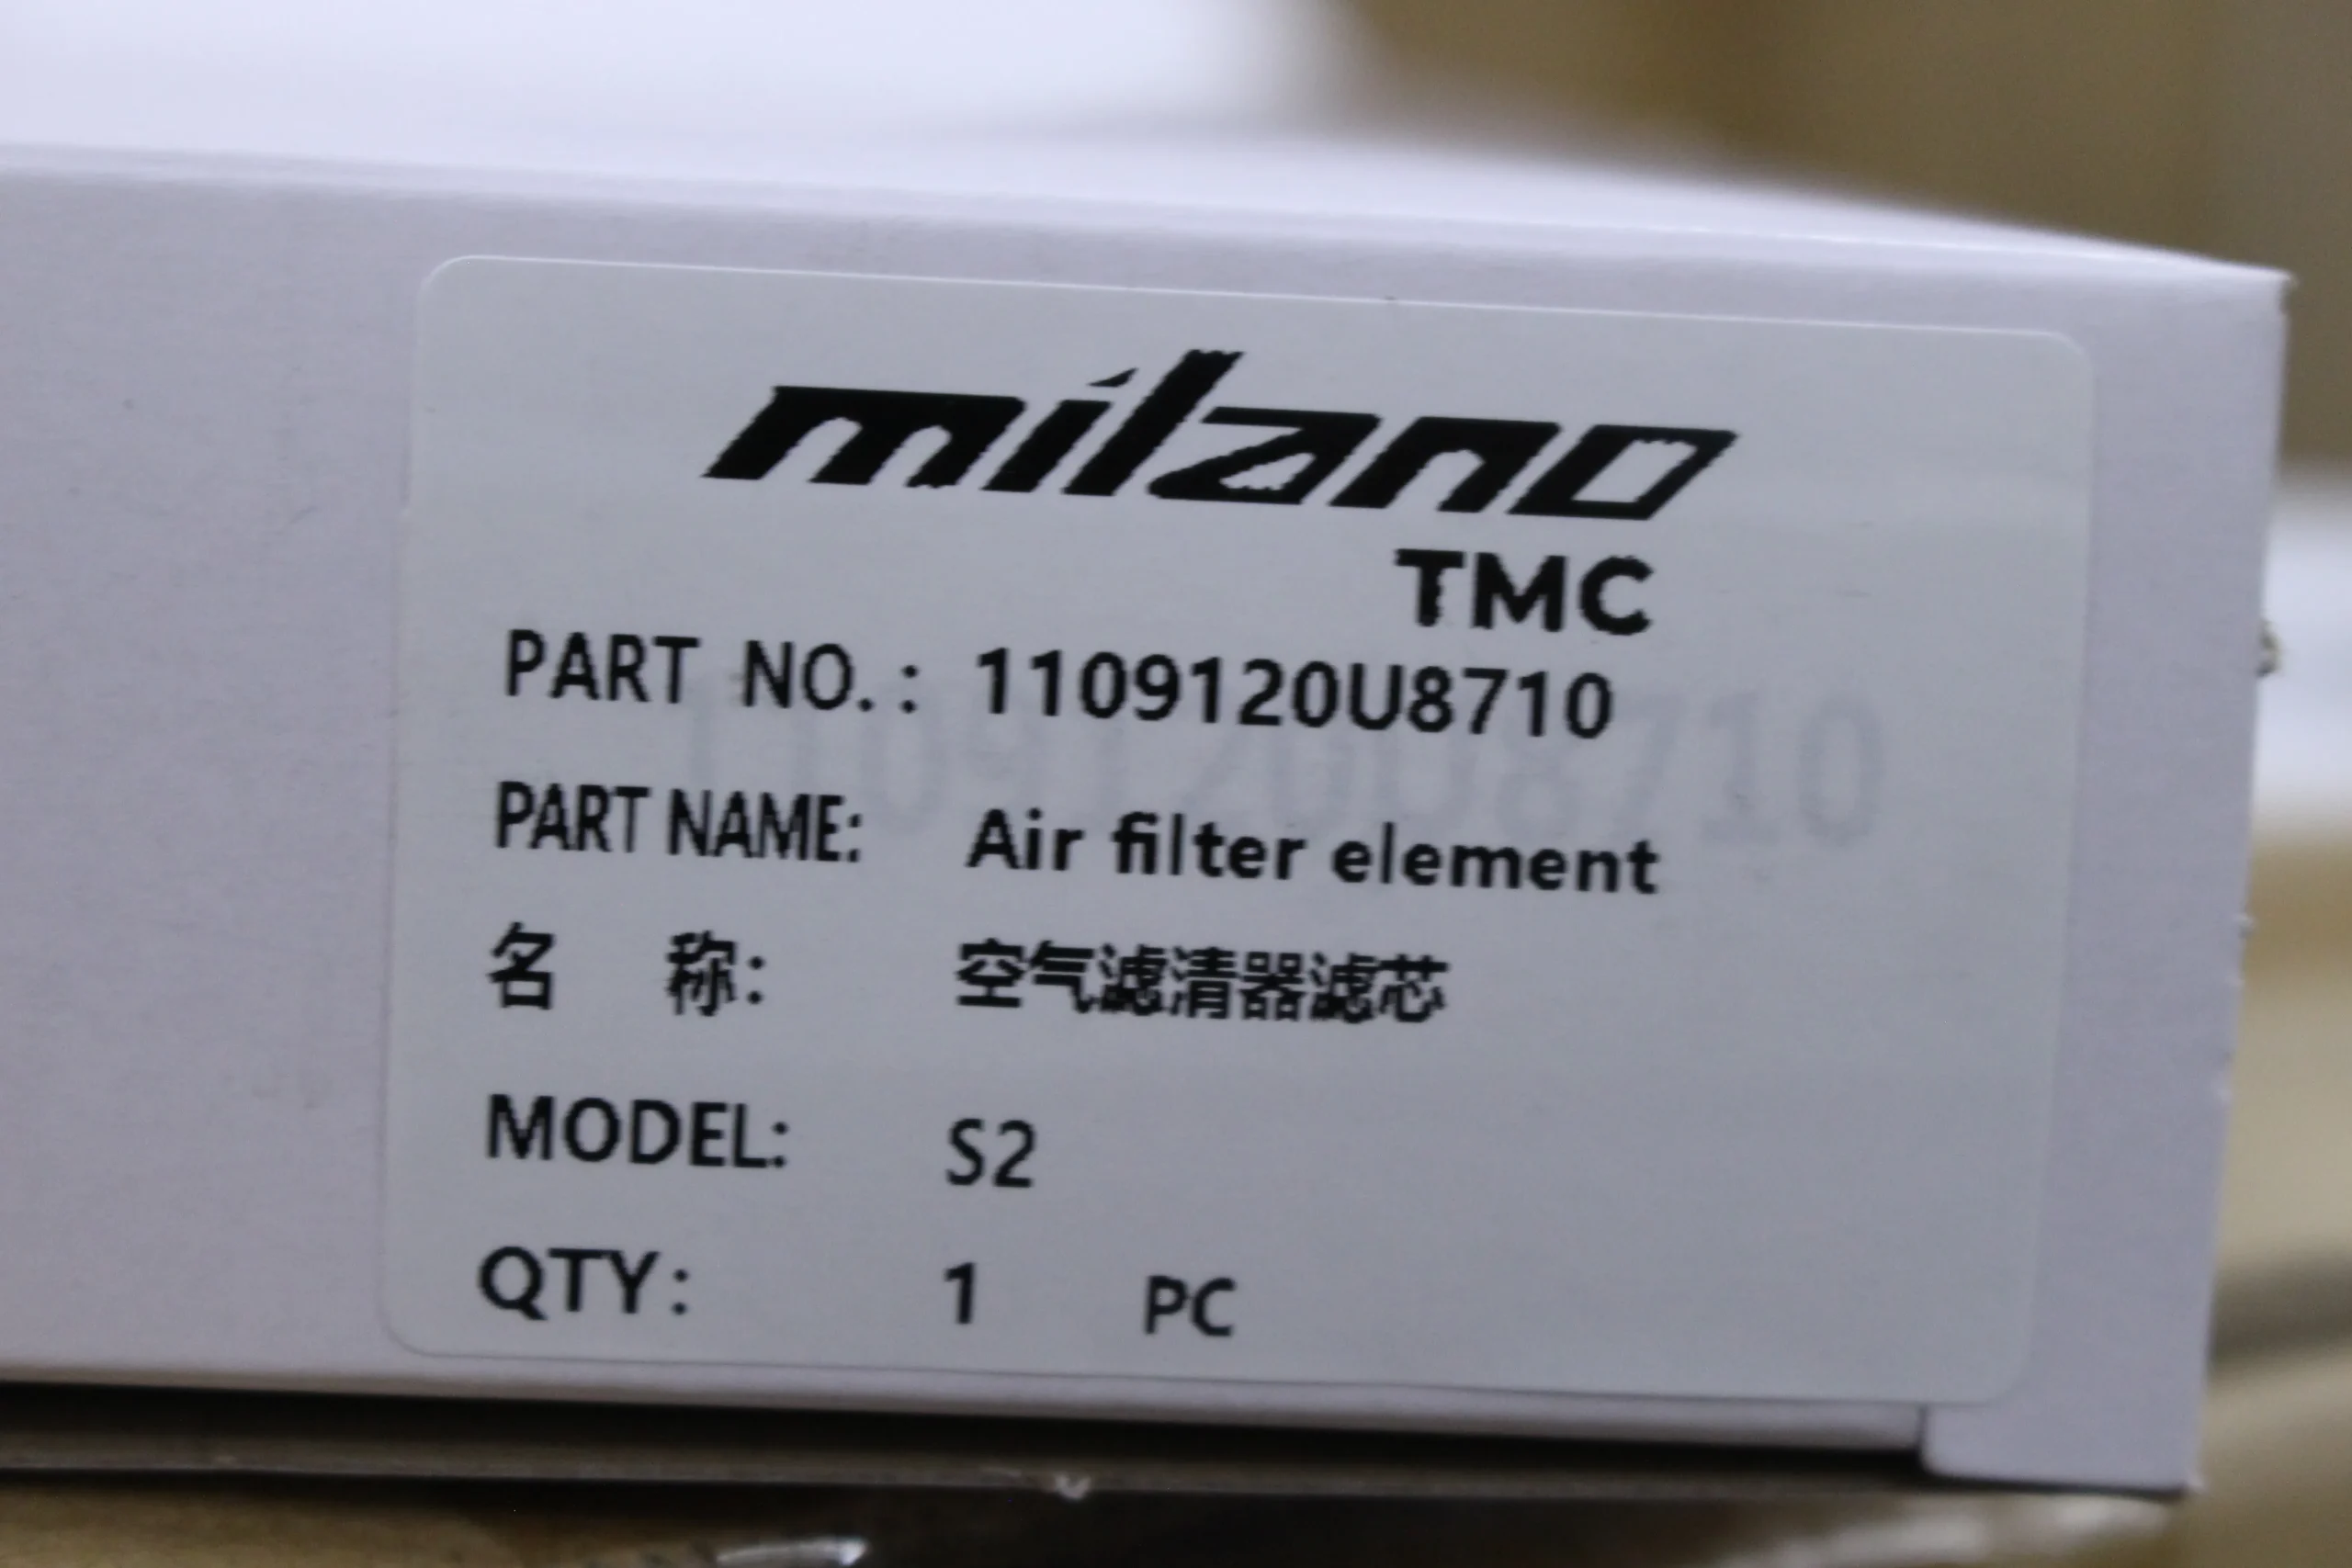 milano
TMC
PART NO.: 1109120U8710
1109120U8710
PART NAME: Air filter element
名 称: 空气滤清器滤芯
MODEL: S2
QTY: 1 PC